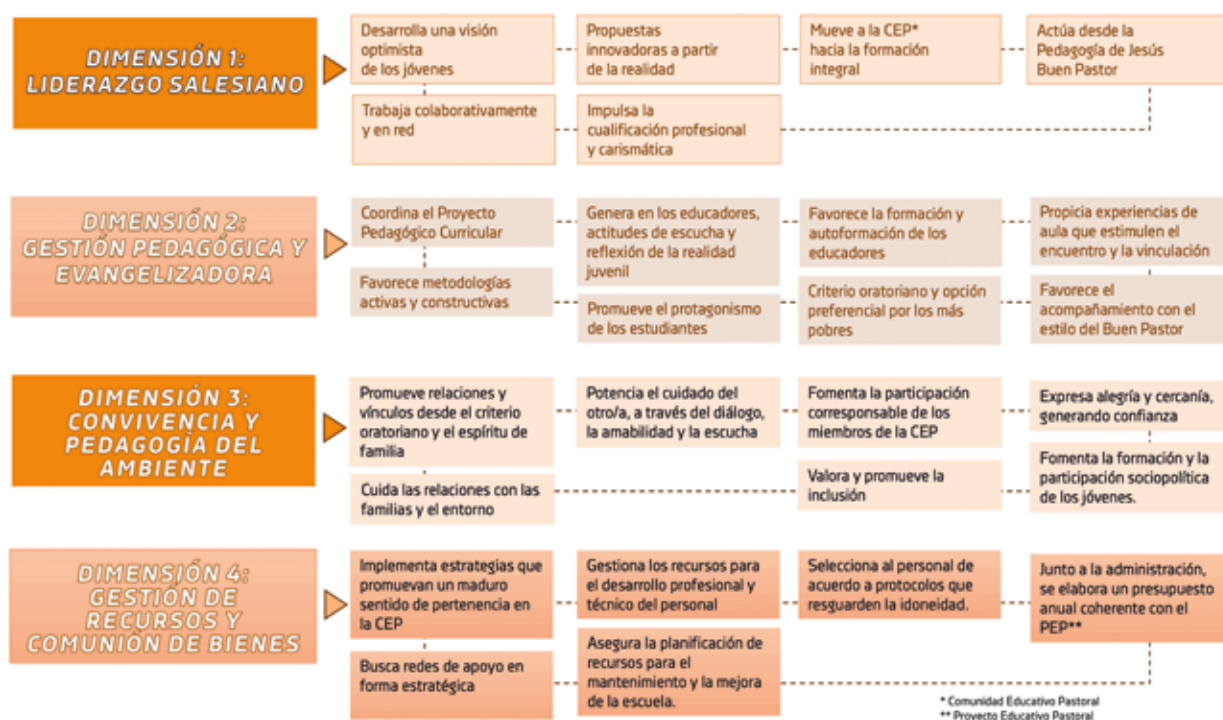 DIMENSIÓN 1:
LIDERAZGO SALESIANO
Desarrolla una visión
optimista
de los jóvenes
Propuestas
innovadoras a partir
de la realidad
Mueve a la CEP*
hacia la formación
integral
Actúa desde la
Pedagogía de Jesús
Buen Pastor
Trabaja colaborativamente
y en red
Impulsa la
cualificación profesional
y carismática
DIMENSIÓN 2:
GESTIÓN PEDAGÓGICA Y
EVANGELIZADORA
Coordina el Proyecto
Pedagógico Curricular
Genera en los educadores,
actitudes de escucha y
reflexión de la realidad
juvenil
Favorece la formación y
autoformación de los
educadores
Propicia experiencias de
aula que estimulen el
encuentro y la vinculación
Favorece metodologías
activas y constructivas
Promueve el protagonismo
de los estudiantes
Criterio oratoriano y opción
preferencial por los más
pobres
Favorece el
acompañamiento con el
estilo del Buen Pastor
DIMENSIÓN 3:
CONVIVENCIA Y
PEDAGOGÍA DEL
AMBIENTE
Promueve relaciones y
vínculos desde el criterio
oratoriano y el espíritu de
familia
Potencia el cuidado del
otro/a, a través del diálogo,
la amabilidad y la escucha
Fomenta la participación
corresponsable de los
miembros de la CEP
Expresa alegría y cercanía,
generando confianza
Cuida las relaciones con las
familias y el entorno
Valora y promueve la
inclusión
Fomenta la formación y la
participación sociopolítica
de los jóvenes.
DIMENSIÓN 4:
GESTIÓN DE
RECURSOS Y
COMUNIÓN DE BIENES
Implementa estrategias que
promuevan un maduro
sentido de pertenencia en
la CEP
Gestiona los recursos para
el desarrollo profesional y
técnico del personal
Selecciona al personal de
acuerdo a protocolos que
resguarden la idoneidad.
Junto a la administración,
se elabora un presupuesto
anual coherente con el
PEP**
Busca redes de apoyo en
forma estratégica
Asegura la planificación de
recursos para el
mantenimiento y la mejora
de la escuela.
* Comunidad Educativo Pastoral
** Proyecto Educativo Pastoral